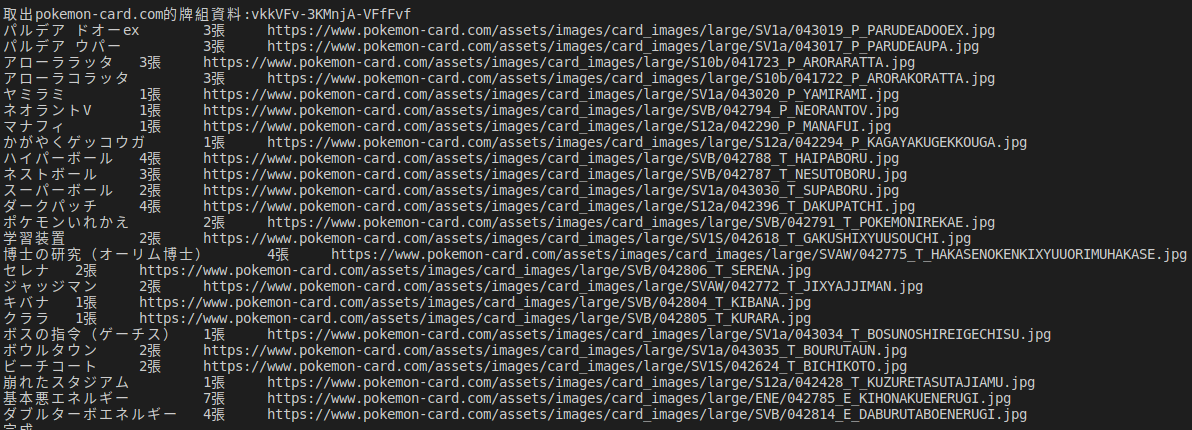 取出pokemon-card.com的牌組資料:vkkVFv-3KMnjA-VFfFvf
パルデア ドオーex 3張 https://www.pokemon-card.com/assets/images/card_images/large/SV1a/043019_P_PARUDEADOOEX.jpg
パルデア ウパー 3張 https://www.pokemon-card.com/assets/images/card_images/large/SV1a/043017_P_PARUDEAUPA.jpg
アローララッタ 3張 https://www.pokemon-card.com/assets/images/card_images/large/S10b/041723_P_ARORARATTA.jpg
アローラコラッタ 3張 https://www.pokemon-card.com/assets/images/card_images/large/S10b/041722_P_ARORAKORATTA.jpg
ヤミラミ 1張 https://www.pokemon-card.com/assets/images/card_images/large/SV1a/043020_P_YAMIRAMI.jpg
ネオラントV 1張 https://www.pokemon-card.com/assets/images/card_images/large/SVB/042794_P_NEORANTOV.jpg
マナフィ 1張 https://www.pokemon-card.com/assets/images/card_images/large/S12a/042290_P_MANAFUI.jpg
かがやくゲッコウガ 1張 https://www.pokemon-card.com/assets/images/card_images/large/S12a/042294_P_KAGAYAKUGEKKOUGA.jpg
ハイパーボール 4張 https://www.pokemon-card.com/assets/images/card_images/large/SVB/042788_T_HAIPABORU.jpg
ネストボール 3張 https://www.pokemon-card.com/assets/images/card_images/large/SVB/042787_T_NESUTOBORU.jpg
スーパーボール 2張 https://www.pokemon-card.com/assets/images/card_images/large/SV1a/043030_T_SUPABORU.jpg
ダークパッチ 4張 https://www.pokemon-card.com/assets/images/card_images/large/S12a/042396_T_DAKUPATCHI.jpg
ポケモンいれかえ 2張 https://www.pokemon-card.com/assets/images/card_images/large/SVB/042791_T_POKEMONIREKAE.jpg
学習装置 2張 https://www.pokemon-card.com/assets/images/card_images/large/SV1S/042618_T_GAKUSHIXYUUSOUCHI.jpg
博士の研究（オーリム博士） 4張 https://www.pokemon-card.com/assets/images/card_images/large/SVAW/042775_T_HAKASENOKENKIXYUUORIMUHAKASE.jpg
セレナ 2張 https://www.pokemon-card.com/assets/images/card_images/large/SVB/042806_T_SERENA.jpg
ジャッジマン 2張 https://www.pokemon-card.com/assets/images/card_images/large/SVAW/042772_T_JIXYAJJIMAN.jpg
キバナ 1張 https://www.pokemon-card.com/assets/images/card_images/large/SVB/042804_T_KIBANA.jpg
クララ 1張 https://www.pokemon-card.com/assets/images/card_images/large/SVB/042805_T_KURARA.jpg
ボスの指令（ゲーチス） 1張 https://www.pokemon-card.com/assets/images/card_images/large/SV1a/043034_T_BOSUNOSHIREIGECHISU.jpg
ボウルタウン 2張 https://www.pokemon-card.com/assets/images/card_images/large/SV1a/043035_T_BOURUTAUN.jpg
ビーチコート 2張 https://www.pokemon-card.com/assets/images/card_images/large/SV1S/042624_T_BICHIKOTO.jpg
崩れたスタジアム 1張 https://www.pokemon-card.com/assets/images/card_images/large/S12a/042428_T_KUZURETASUTAJIAMU.jpg
基本悪エネルギー 7張 https://www.pokemon-card.com/assets/images/card_images/large/ENE/042785_E_KIHONAKUENERUGI.jpg
ダブルターボエネルギー 4張 https://www.pokemon-card.com/assets/images/card_images/large/SVB/042814_E_DABURUTABOENERUGI.jpg
完成